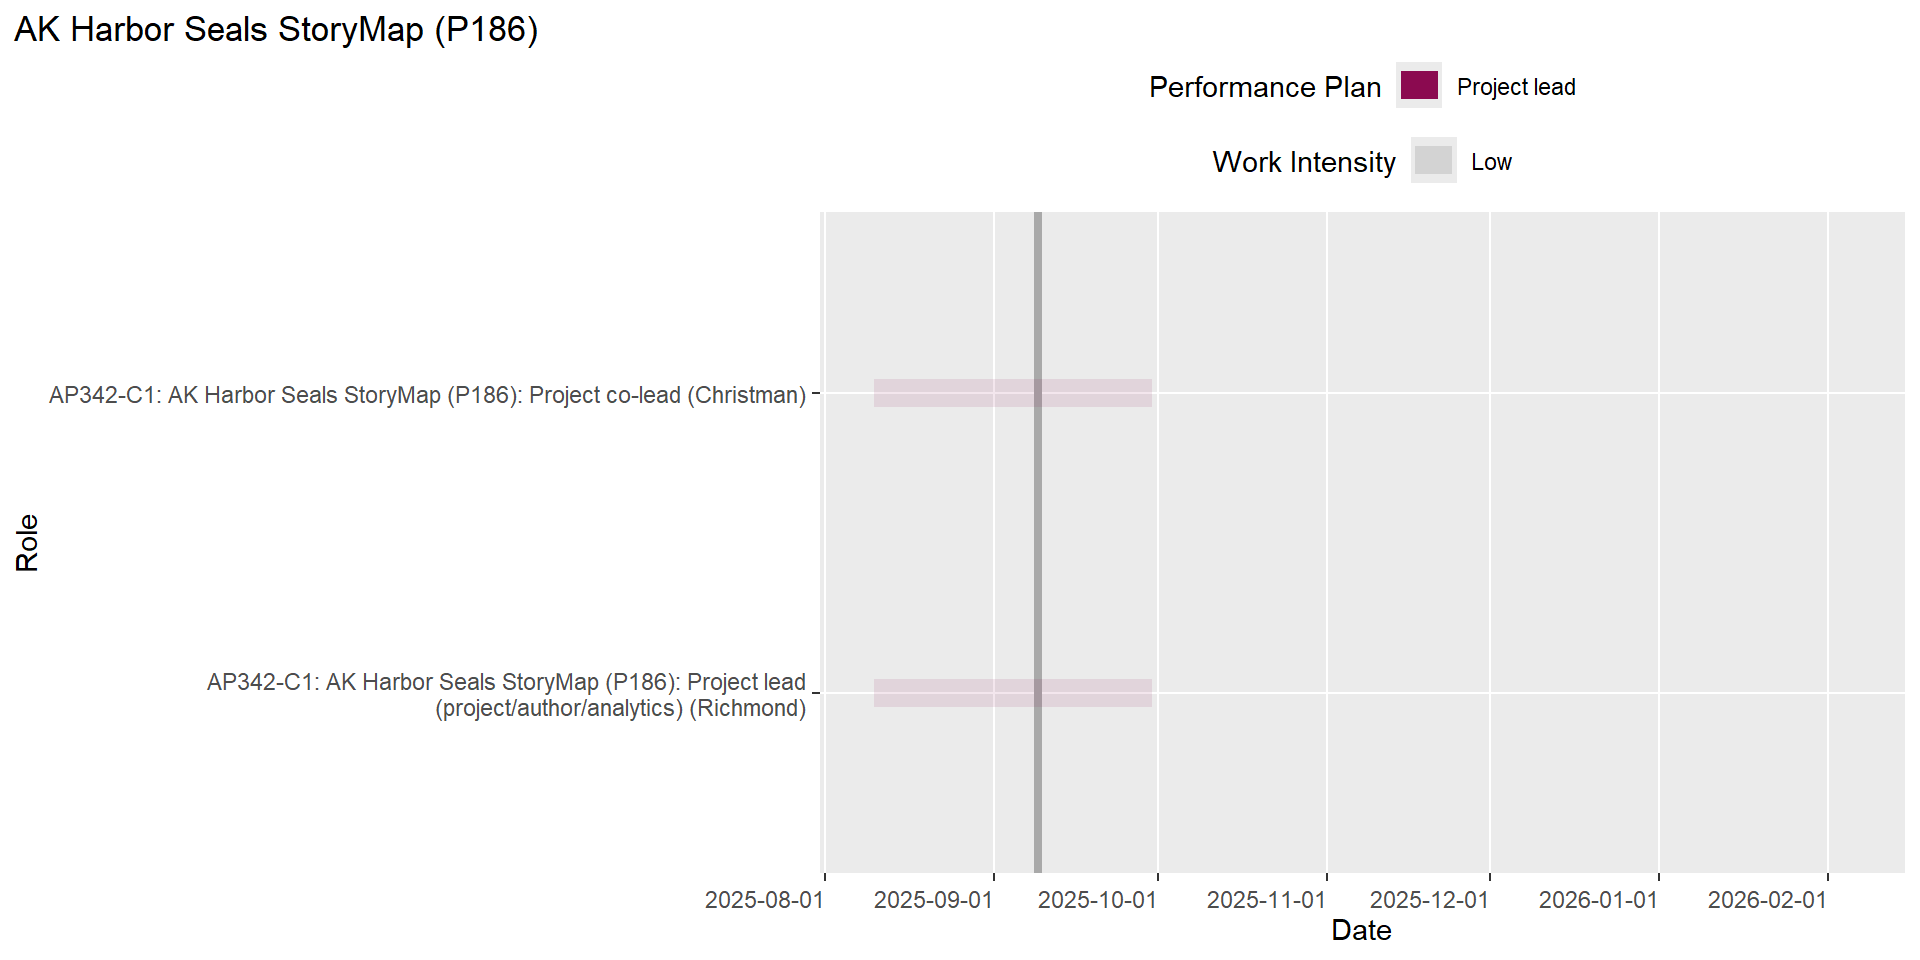 AK Harbor Seals StoryMap (P186)
Performance Plan
Project lead
Work Intensity
Low
Role
AP342-C1: AK Harbor Seals StoryMap (P186): Project co-lead (Christman)
AP342-C1: AK Harbor Seals StoryMap (P186): Project lead
(project/author/analytics) (Richmond)
2025-08-01
2025-09-01
2025-10-01
2025-11-01
2025-12-01
2026-01-01
2026-02-01
Date